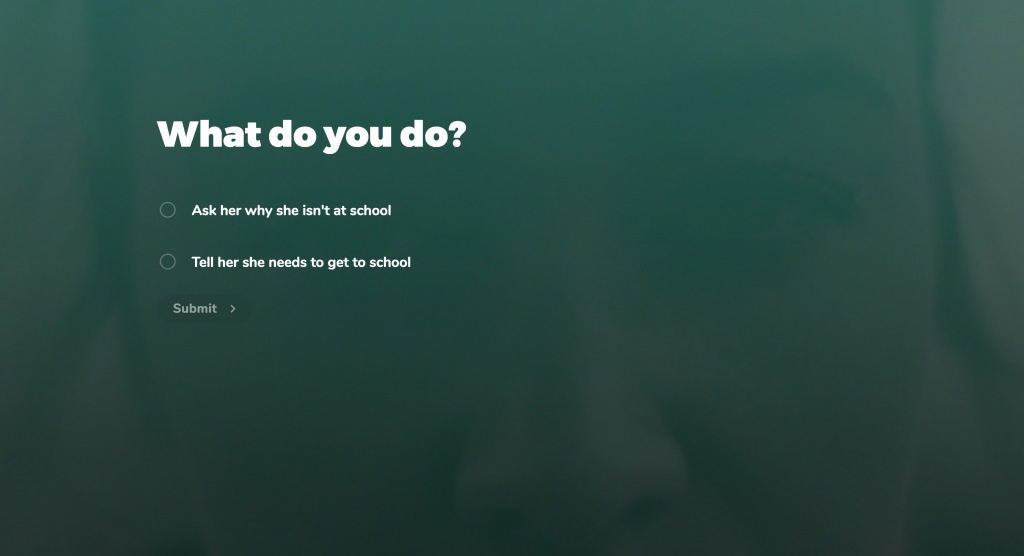 What do you do?
Ask her why she isn't at school
Tell her she needs to get to school
Submit